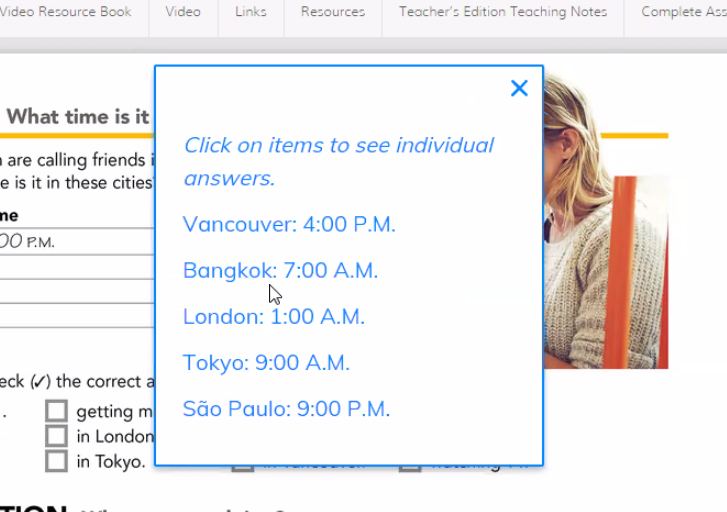 Video Resource Book Video Links Resources Teacher's Edition Teaching Notes Complete Ass
What time is it
are calling friends i
e is it in these cities?
me
00 P.M.
Click on items to see individual
answers.
Vancouver: 4:00 P.M.
Bangkok: 7:00 A.M.
London: 1:00 A.M.
Tokyo: 9:00 A.M.
São Paulo: 9:00 P.M.
eck (✓) the correct a
getting m
in London
in Tokyo.